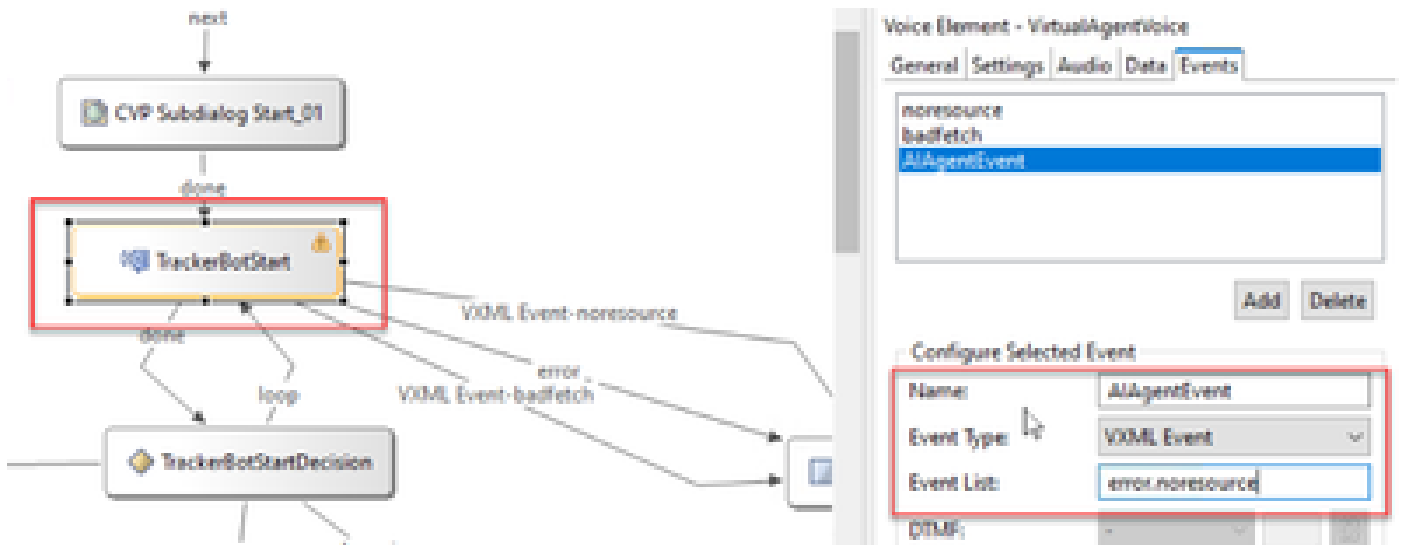 next
CVP Subdialog Start_01
done
TrackerBotStart
VXML Event-noresource
done
error
VXML Event-badfetch
loop
TrackerBotStartDecision
Voice Element - VirtualAgentVoice
General Settings Audio Data Events
noresource
badfetch
AIAgentEvent
Add Delete
Configure Selected Event
Name: AIAgentEvent
Event Type: VXML Event
Event List: error.noresource
DTMF: -